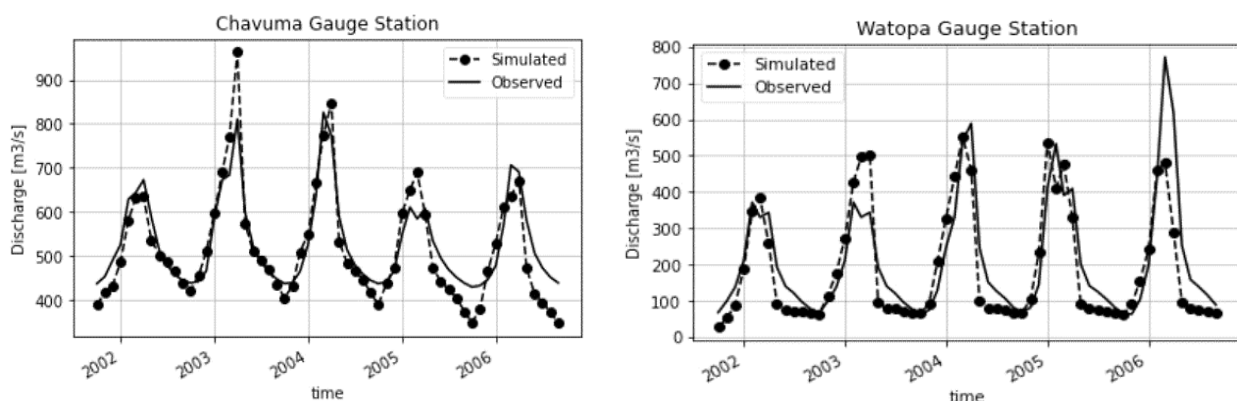 Chavuma Gauge Station
Simulated
Observed
Discharge [m3/s]
900
800
700
600
500
400
2002
2003
2004
2005
2006
time
Watopa Gauge Station
Simulated
Observed
Discharge [m3/s]
800
700
600
500
400
300
200
100
0
2002
2003
2004
2005
2006
time